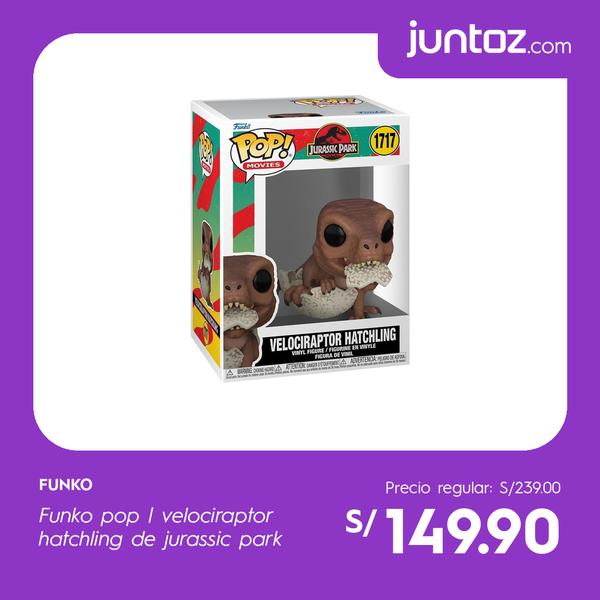 juntoz.com
Funko
POP!
MOVIES
JURASSIC PARK
1717
VELOCIRAPTOR HATCHLING
VINYL FIGURE / FIGURINE EN VINYLE
FIGURA DE VINIL
FUNKO
Precio regular: S/239.00
Funko pop | velociraptor
hatchling de jurassic park
S/149.90